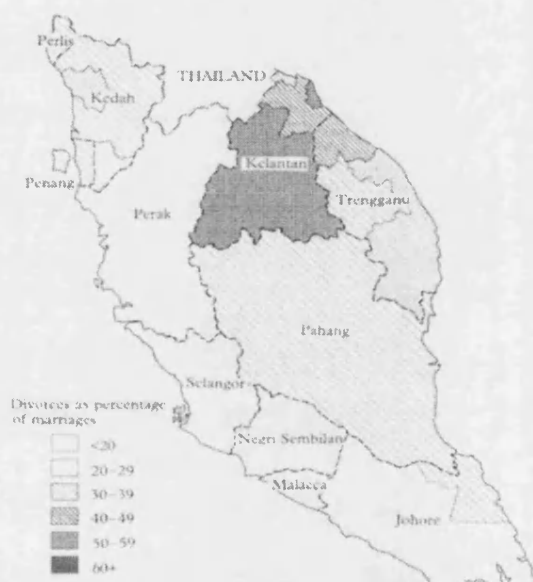 Perlis
THAILAND
Kedah
Kelantan
Penang
Trengganu
Perak
Pahang
Selangor
Divorces as percentage
of marriages
Negri Sembilan
Malacca
Johore
<20
20–29
30–39
40–49
50–59
60+